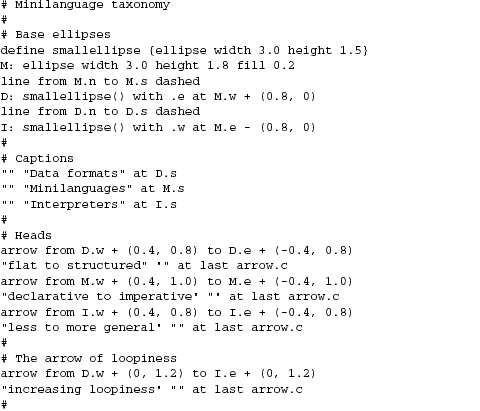 # Minilanguage taxonomy
#
# Base ellipses
define smallellipse {ellipse width 3.0 height 1.5}
M: ellipse width 3.0 height 1.8 fill 0.2
line from M.n to M.s dashed
D: smallellipse() with .e at M.w + (0.8, 0)
line from D.n to D.s dashed
I: smallellipse() with .w at M.e - (0.8, 0)
#
# Captions
"" "Data formats" at D.s
"" "Minilanguages" at M.s
"" "Interpreters" at I.s
#
# Heads
arrow from D.w + (0.4, 0.8) to D.e + (-0.4, 0.8)
"flat to structured" "" at last arrow.c
arrow from M.w + (0.4, 1.0) to M.e + (-0.4, 1.0)
"declarative to imperative" "" at last arrow.c
arrow from I.w + (0.4, 0.8) to I.e + (-0.4, 0.8)
"less to more general" "" at last arrow.c
#
# The arrow of loopiness
arrow from D.w + (0, 1.2) to I.e + (0, 1.2)
"increasing loopiness" "" at last arrow.c
#